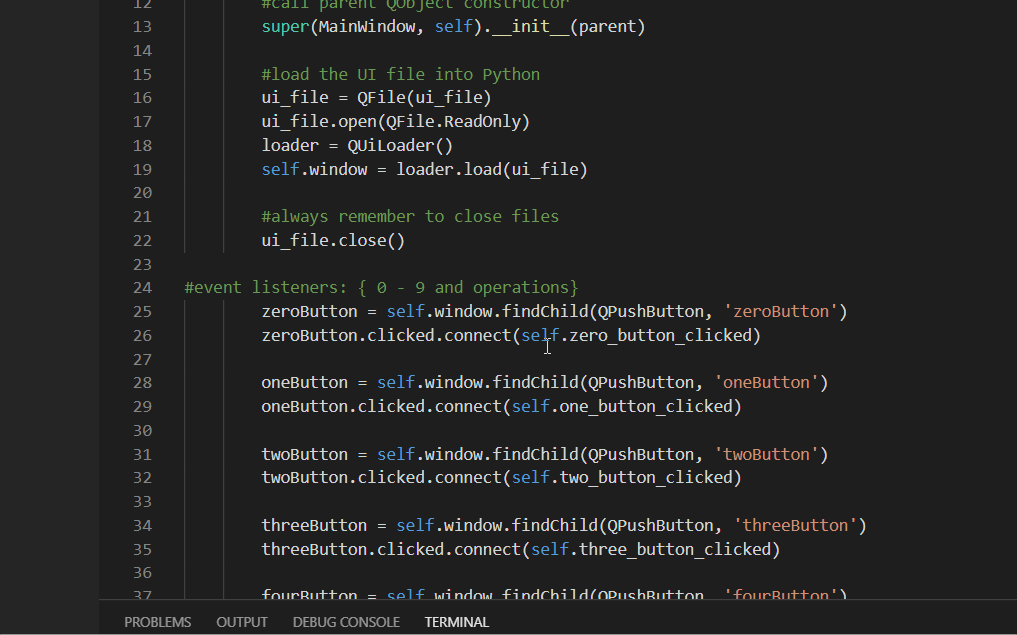 12 #call parent QObject constructor
13 super(MainWindow, self).__init__(parent)
14
15 #load the UI file into Python
16 ui_file = QFile(ui_file)
17 ui_file.open(QFile.ReadOnly)
18 loader = QUiLoader()
19 self.window = loader.load(ui_file)
20
21 #always remember to close files
22 ui_file.close()
23
24 #event listeners: { 0 - 9 and operations}
25 zeroButton = self.window.findChild(QPushButton, 'zeroButton')
26 zeroButton.clicked.connect(self.zero_button_clicked)
27
28 oneButton = self.window.findChild(QPushButton, 'oneButton')
29 oneButton.clicked.connect(self.one_button_clicked)
30
31 twoButton = self.window.findChild(QPushButton, 'twoButton')
32 twoButton.clicked.connect(self.two_button_clicked)
33
34 threeButton = self.window.findChild(QPushButton, 'threeButton')
35 threeButton.clicked.connect(self.three_button_clicked)
36
37 fourButton = self.window.findChild(QPushButton, 'fourButton')
PROBLEMS OUTPUT DEBUG CONSOLE TERMINAL